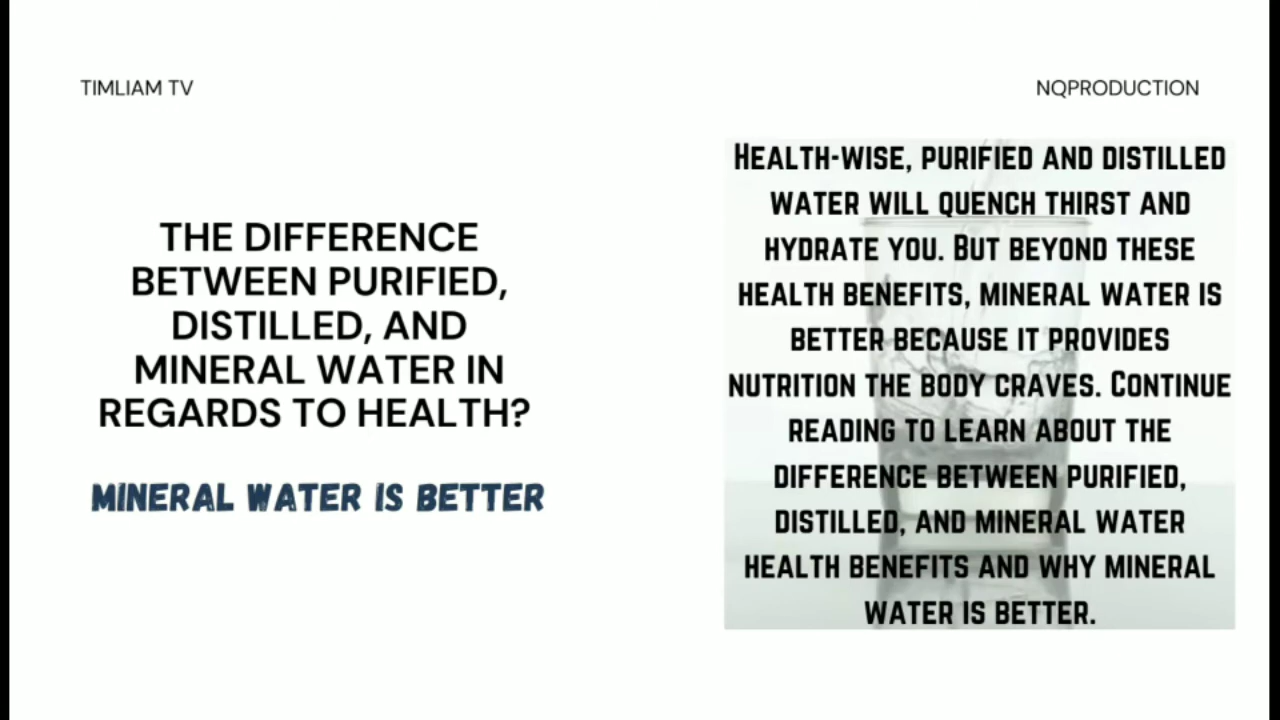 TIMLIAM TV
NQPRODUCTION
THE DIFFERENCE
BETWEEN PURIFIED,
DISTILLED, AND
MINERAL WATER IN
REGARDS TO HEALTH?
MINERAL WATER IS BETTER
HEALTH-WISE, PURIFIED AND DISTILLED
WATER WILL QUENCH THIRST AND
HYDRATE YOU. BUT BEYOND THESE
HEALTH BENEFITS, MINERAL WATER IS
BETTER BECAUSE IT PROVIDES
NUTRITION THE BODY CRAVES. CONTINUE
READING TO LEARN ABOUT THE
DIFFERENCE BETWEEN PURIFIED,
DISTILLED, AND MINERAL WATER
HEALTH BENEFITS AND WHY MINERAL
WATER IS BETTER.